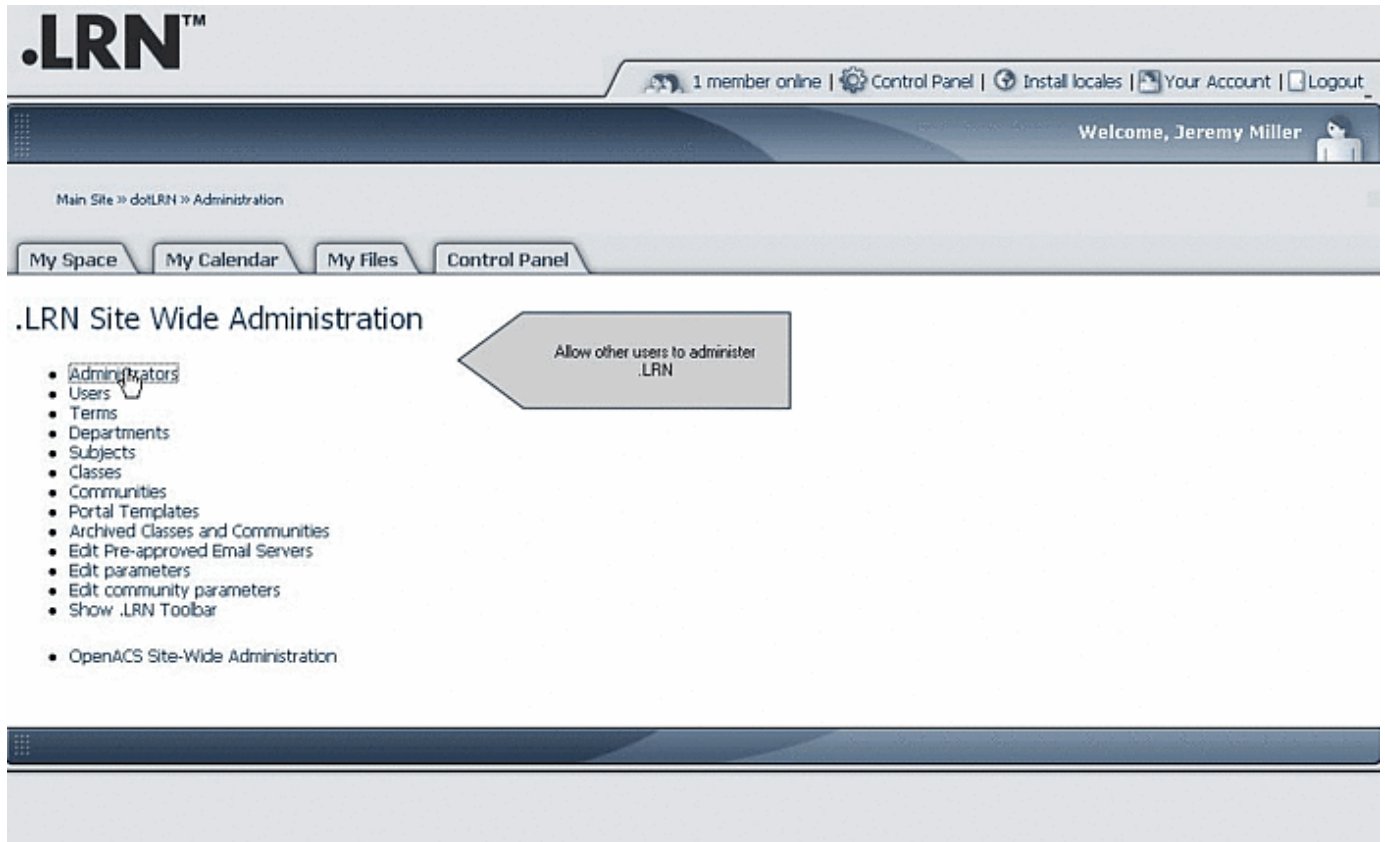 .LRN™
1 member online | Control Panel | Install locales | Your Account | Logout
Welcome, Jeremy Miller
Main Site » dotLRN » Administration
My Space My Calendar My Files Control Panel
.LRN Site Wide Administration
Allow other users to administer
.LRN
• Administrators
• Users
• Terms
• Departments
• Subjects
• Classes
• Communities
• Portal Templates
• Archived Classes and Communities
• Edit Pre-approved Email Servers
• Edit parameters
• Edit community parameters
• Show .LRN Toolbar
• OpenACS Site-Wide Administration